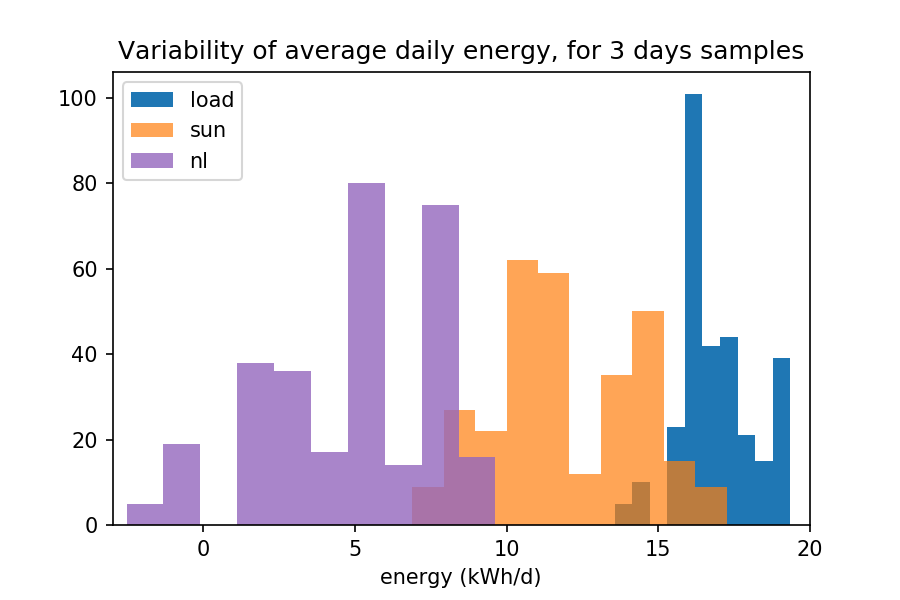 Variability of average daily energy, for 3 days samples
load
sun
nl
100
80
60
40
20
0
0 5 10 15 20
energy (kWh/d)